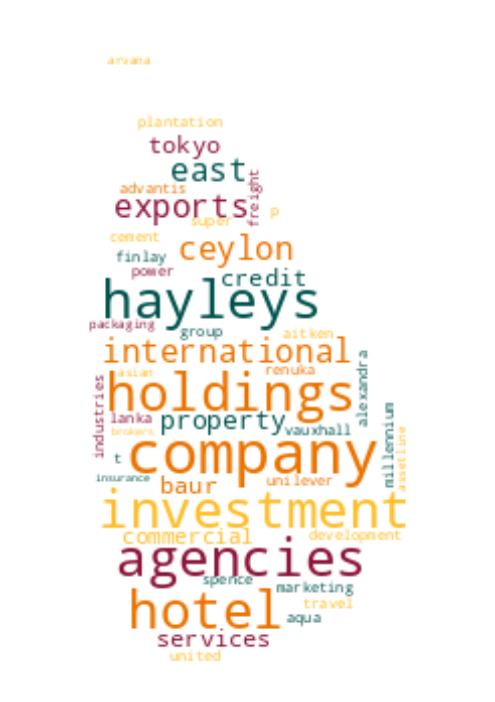 arvana
plantation
tokyo
east
freight
advantis
exports
p
super
cement
ceylon
finlay
power
credit
hayleys
packaging
group
aitken
international
alexandra
asian
renuka
industries
holdings
millennium
lanka
property
vauxhall
assetline
brokers
t
company
insurance
baur
unilever
investment
commercial
development
agencies
spence
marketing
hotel
travel
aqua
services
united